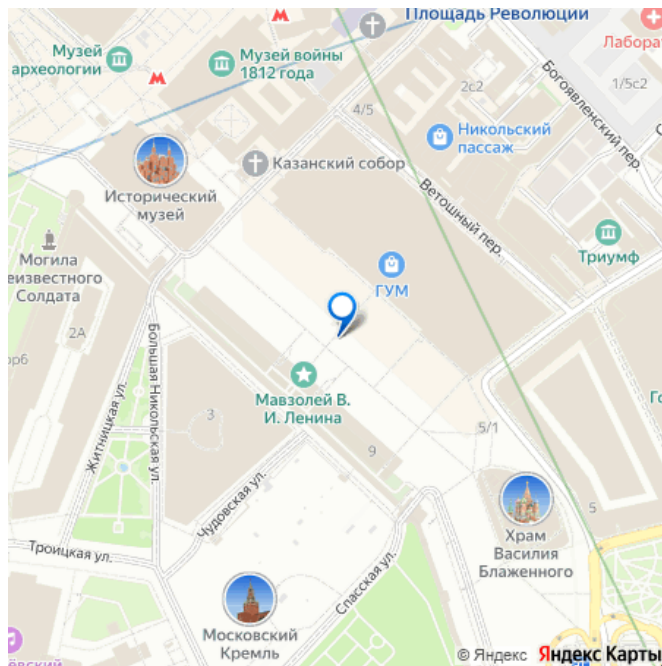 Площадь Революции
Музей
археологии
Музей войны
1812 года
4/5
2с2
1/5с2
Богоявленский пер.
Никольский
пассаж
Казанский собор
Исторический
музей
Ветошный пер.
Триумф
Могила
еизвестного
Солдата
ГУМ
2А
Большая Никольская ул.
Житницкая ул.
Мавзолей В.
И. Ленина
3
9
5/1
5
Чудовская ул.
Храм
Василия
Блаженного
Троицкая ул.
Спасская ул.
Московский
Кремль
© Яндекс Яндекс Карты